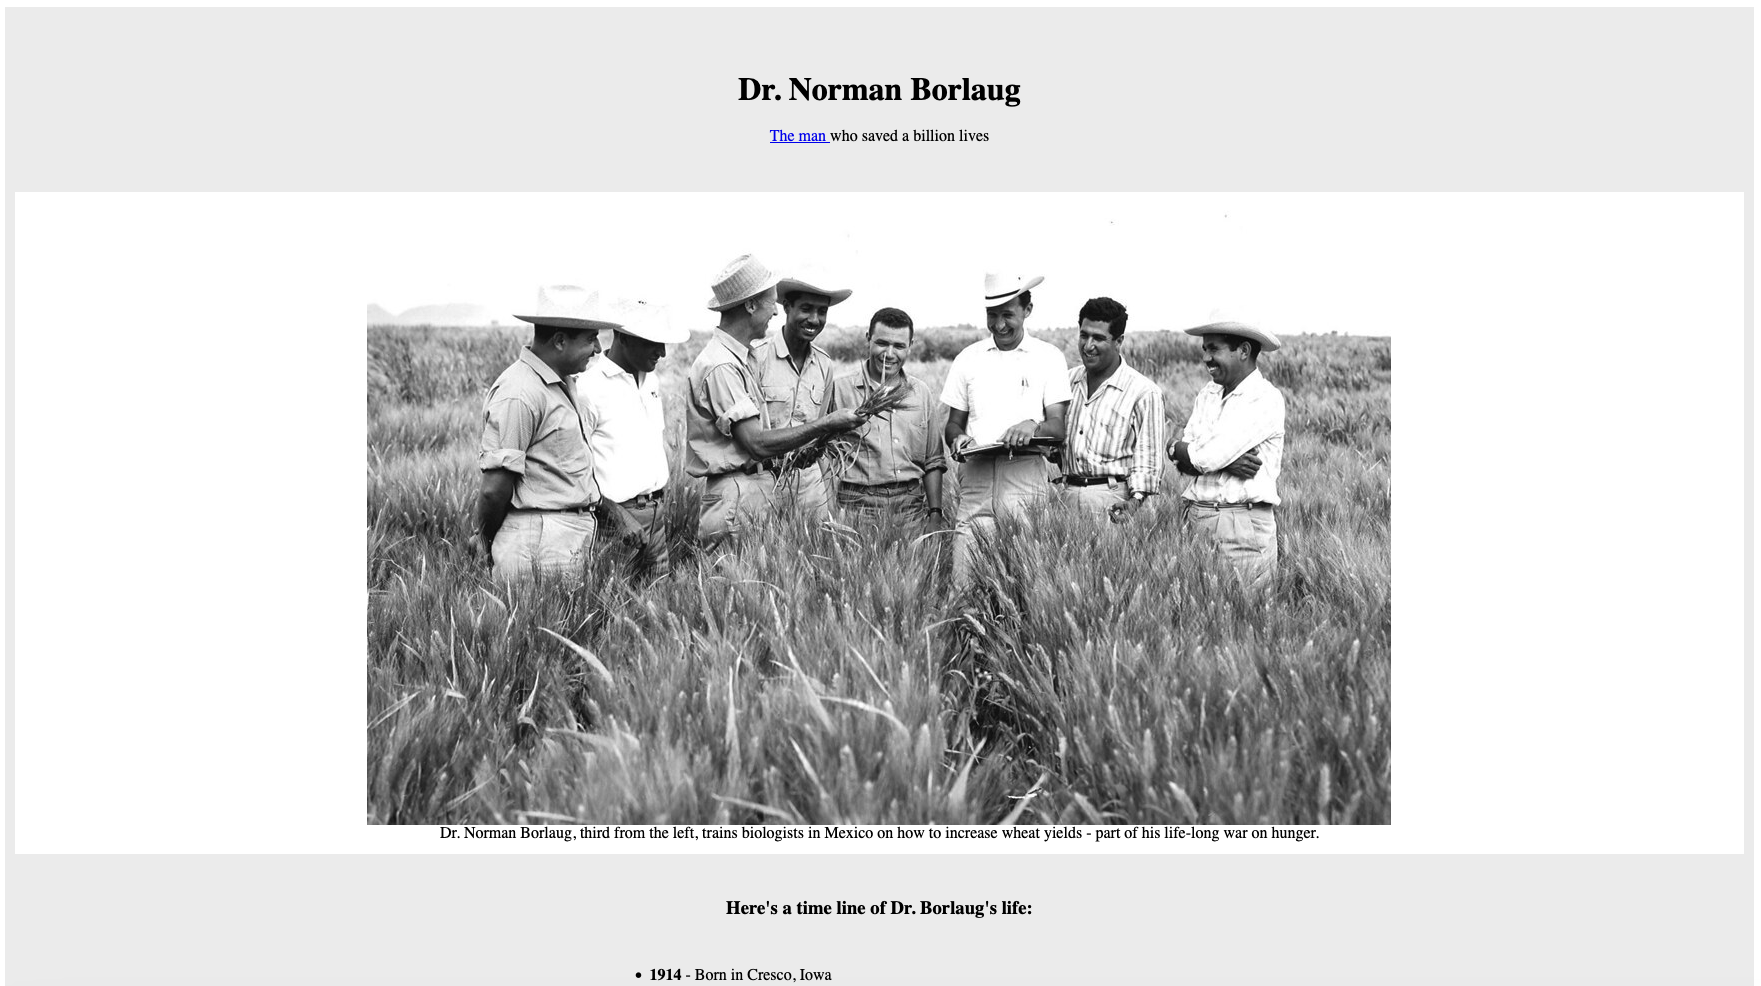 Dr. Norman Borlaug
The man who saved a billion lives
Dr. Norman Borlaug, third from the left, trains biologists in Mexico on how to increase wheat yields - part of his life-long war on hunger.
Here's a time line of Dr. Borlaug's life:
• 1914 - Born in Cresco, Iowa